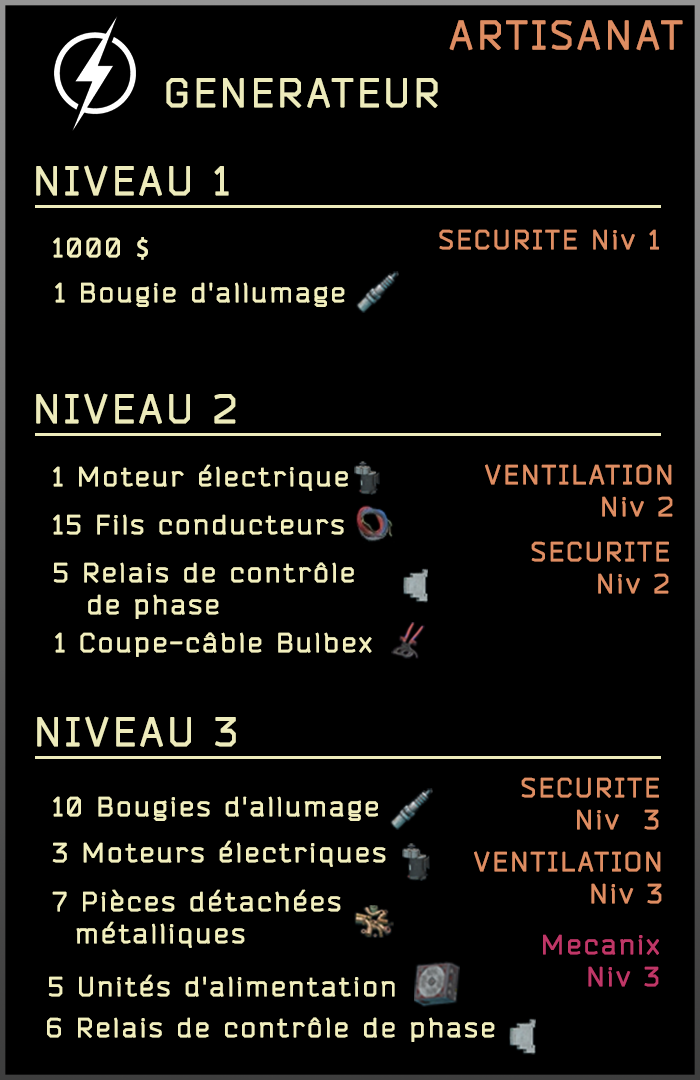 ARTISANAT
GENERATEUR
NIVEAU 1
1000 $
SECURITE Niv 1
1 Bougie d'allumage
NIVEAU 2
1 Moteur électrique
VENTILATION
Niv 2
15 Fils conducteurs
SECURITE
Niv 2
5 Relais de contrôle
de phase
1 Coupe-câble Bulbex
NIVEAU 3
SECURITE
Niv 3
10 Bougies d'allumage
3 Moteurs électriques
VENTILATION
Niv 3
7 Pièces détachées
métalliques
Mecanix
Niv 3
5 Unités d'alimentation
6 Relais de contrôle de phase